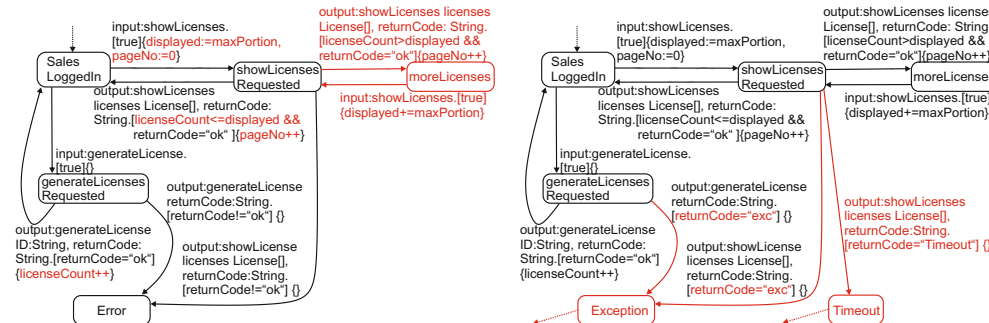 input:showLicenses.
[true]{displayed:=maxPortion,
pageNo:=0}
output:showLicenses licenses
License[], returnCode: String.
[licenseCount>displayed &&
returnCode="ok"]{pageNo++}
Sales
LoggedIn
showLicenses
Requested
moreLicenses
output:showLicenses
licenses License[], returnCode:
String.[licenseCount<=displayed &&
returnCode="ok" ]{pageNo++}
input:showLicenses.[true]
{displayed+=maxPortion}
input:generateLicense.
[true]{}
generateLicenses
Requested
output:generateLicense
returnCode:String.
[returnCode!="ok"] {}
output:generateLicense
ID:String, returnCode:
String.[returnCode="ok"]
{licenseCount++}
output:showLicense
licenses License[],
returnCode:String.
[returnCode!="ok"] {}
Error
input:showLicenses.
[true]{displayed:=maxPortion,
pageNo:=0}
output:showLicenses licenses
License[], returnCode: String.
[licenseCount>displayed &&
returnCode="ok"]{pageNo++}
Sales
LoggedIn
showLicenses
Requested
moreLicenses
output:showLicenses
licenses License[], returnCode:
String.[licenseCount<=displayed &&
returnCode="ok" ]{pageNo++}
input:showLicenses.[true]
{displayed+=maxPortion}
input:generateLicense.
[true]{}
generateLicenses
Requested
output:generateLicense
returnCode:String.
[returnCode="exc"] {}
output:showLicenses
licenses License[],
returnCode:String.
[returnCode="Timeout"] {}
output:generateLicense
ID:String, returnCode:
String.[returnCode="ok"]
{licenseCount++}
output:showLicense
licenses License[],
returnCode:String.
[returnCode="exc"] {}
Exception
Timeout